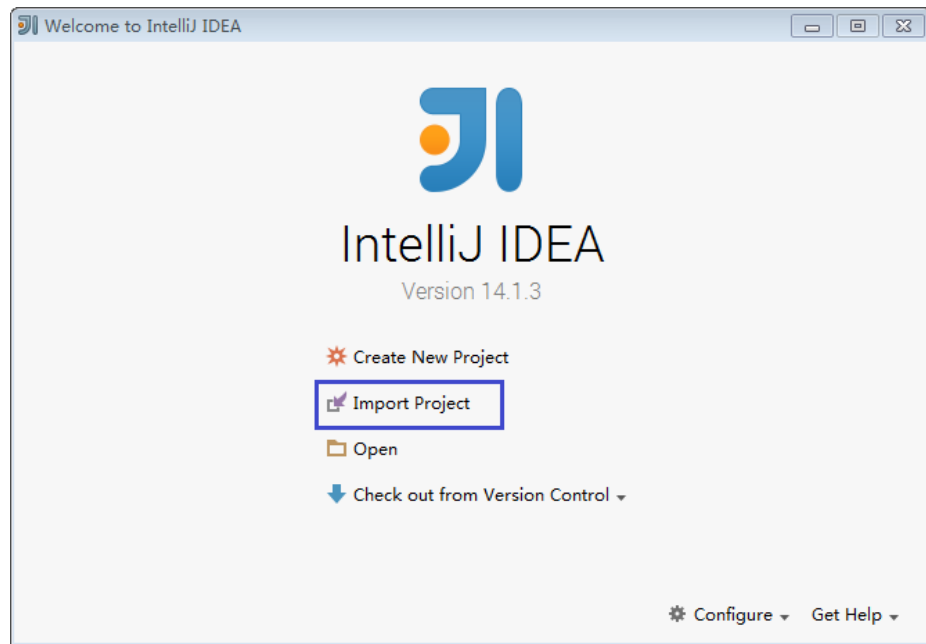 Welcome to IntelliJ IDEA
IntelliJ IDEA
Version 14.1.3
Create New Project
Import Project
Open
Check out from Version Control
Configure
Get Help